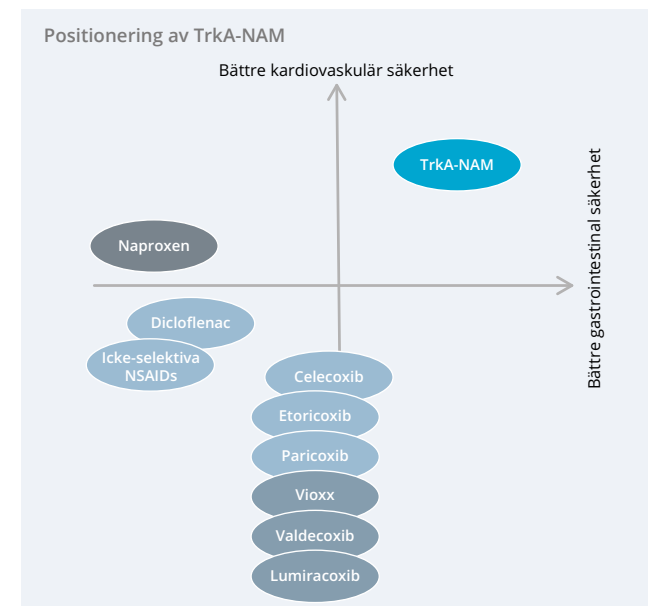 Positionering av TrkA-NAM
Bättre kardiovaskulär säkerhet
TrkA-NAM
Bättre gastrointestinal säkerhet
Naproxen
Dicloflenac
Icke-selektiva
NSAIDs
Celecoxib
Etoricoxib
Paricoxib
Vioxx
Valdecoxib
Lumiracoxib